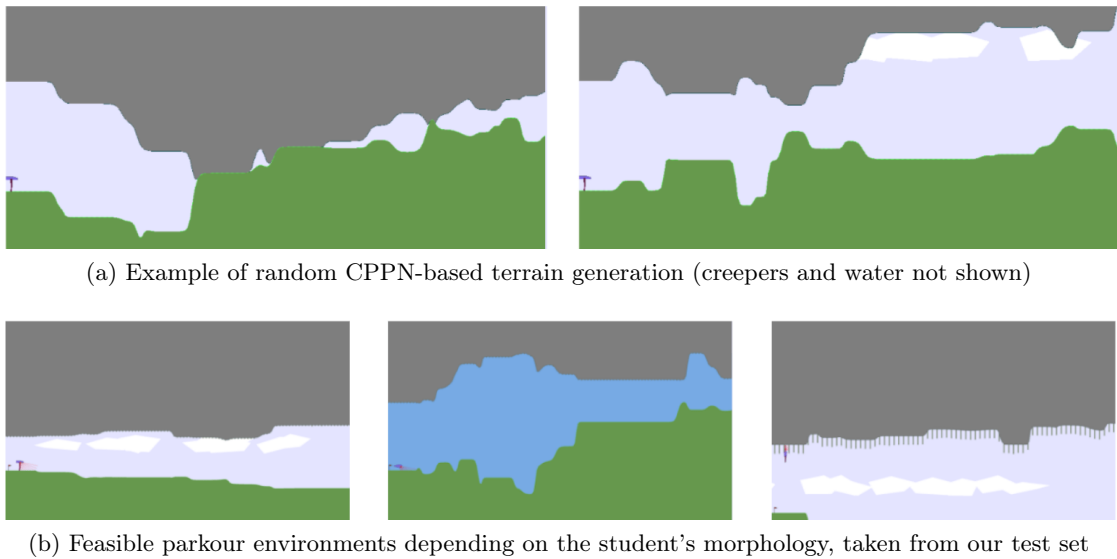 (a) Example of random CPPN-based terrain generation (creepers and water not shown)
(b) Feasible parkour environments depending on the student's morphology, taken from our test set